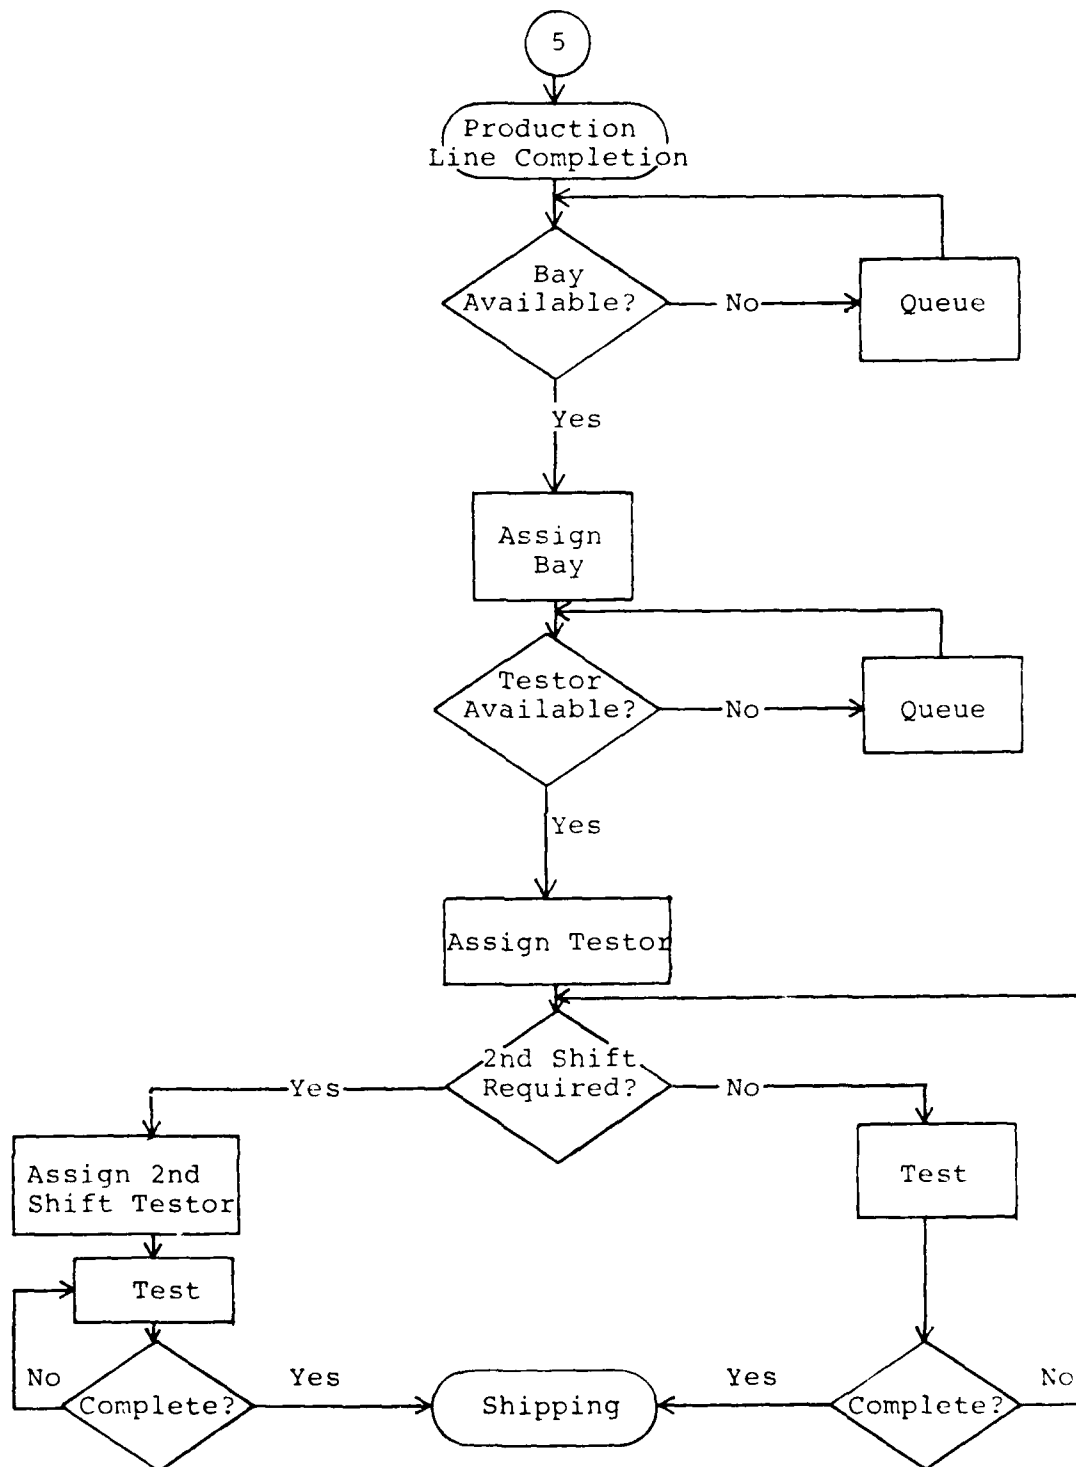 5
Production
Line Completion
Bay
Available?
No
Queue
Yes
Assign
Bay
Testor
Available?
No
Queue
Yes
Assign Testor
2nd Shift
Required?
Yes
No
Assign 2nd
Shift Testor
Test
Test
No
Complete?
Yes
Shipping
Yes
Complete?
No